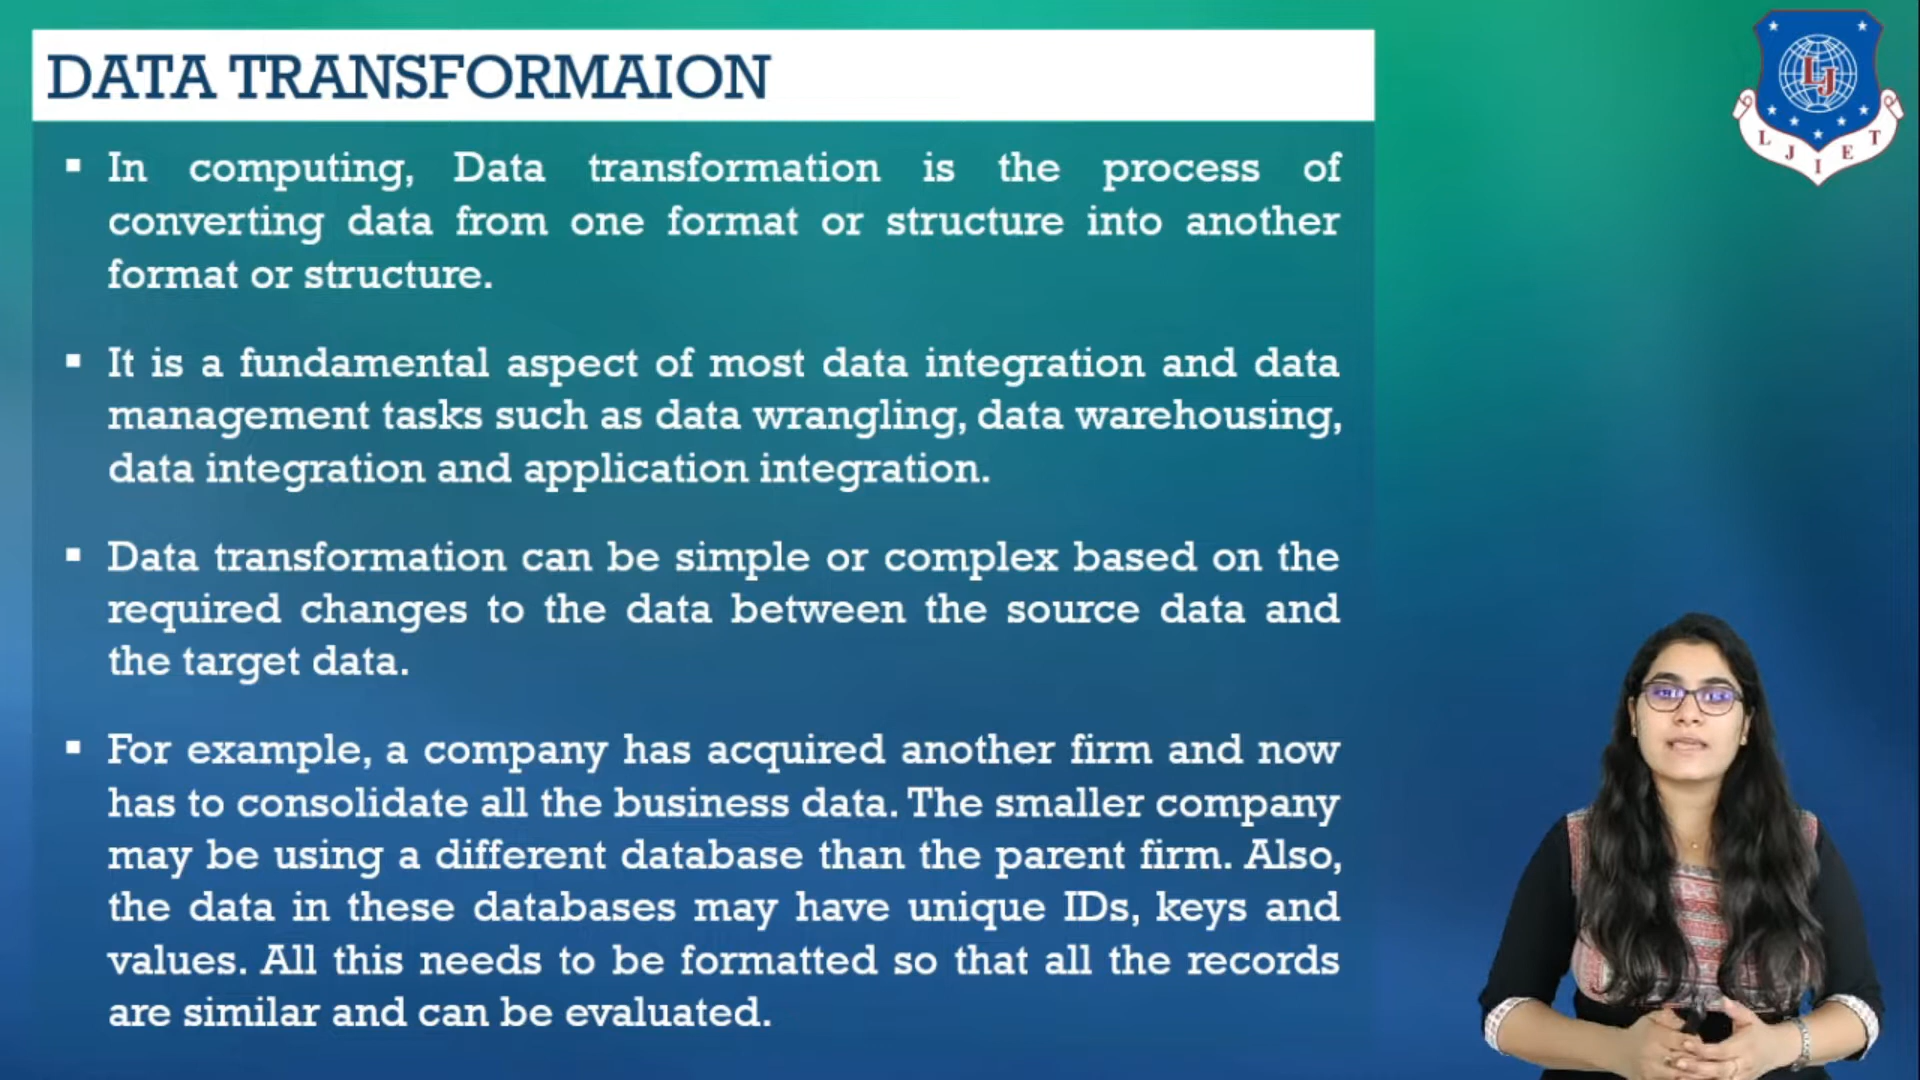 DATA TRANSFORMAION
▪ In computing, Data transformation is the process of
converting data from one format or structure into another
format or structure.
▪ It is a fundamental aspect of most data integration and data
management tasks such as data wrangling, data warehousing,
data integration and application integration.
▪ Data transformation can be simple or complex based on the
required changes to the data between the source data and
the target data.
▪ For example, a company has acquired another firm and now
has to consolidate all the business data. The smaller company
may be using a different database than the parent firm. Also,
the data in these databases may have unique IDs, keys and
values. All this needs to be formatted so that all the records
are similar and can be evaluated.
LJ
LJIET